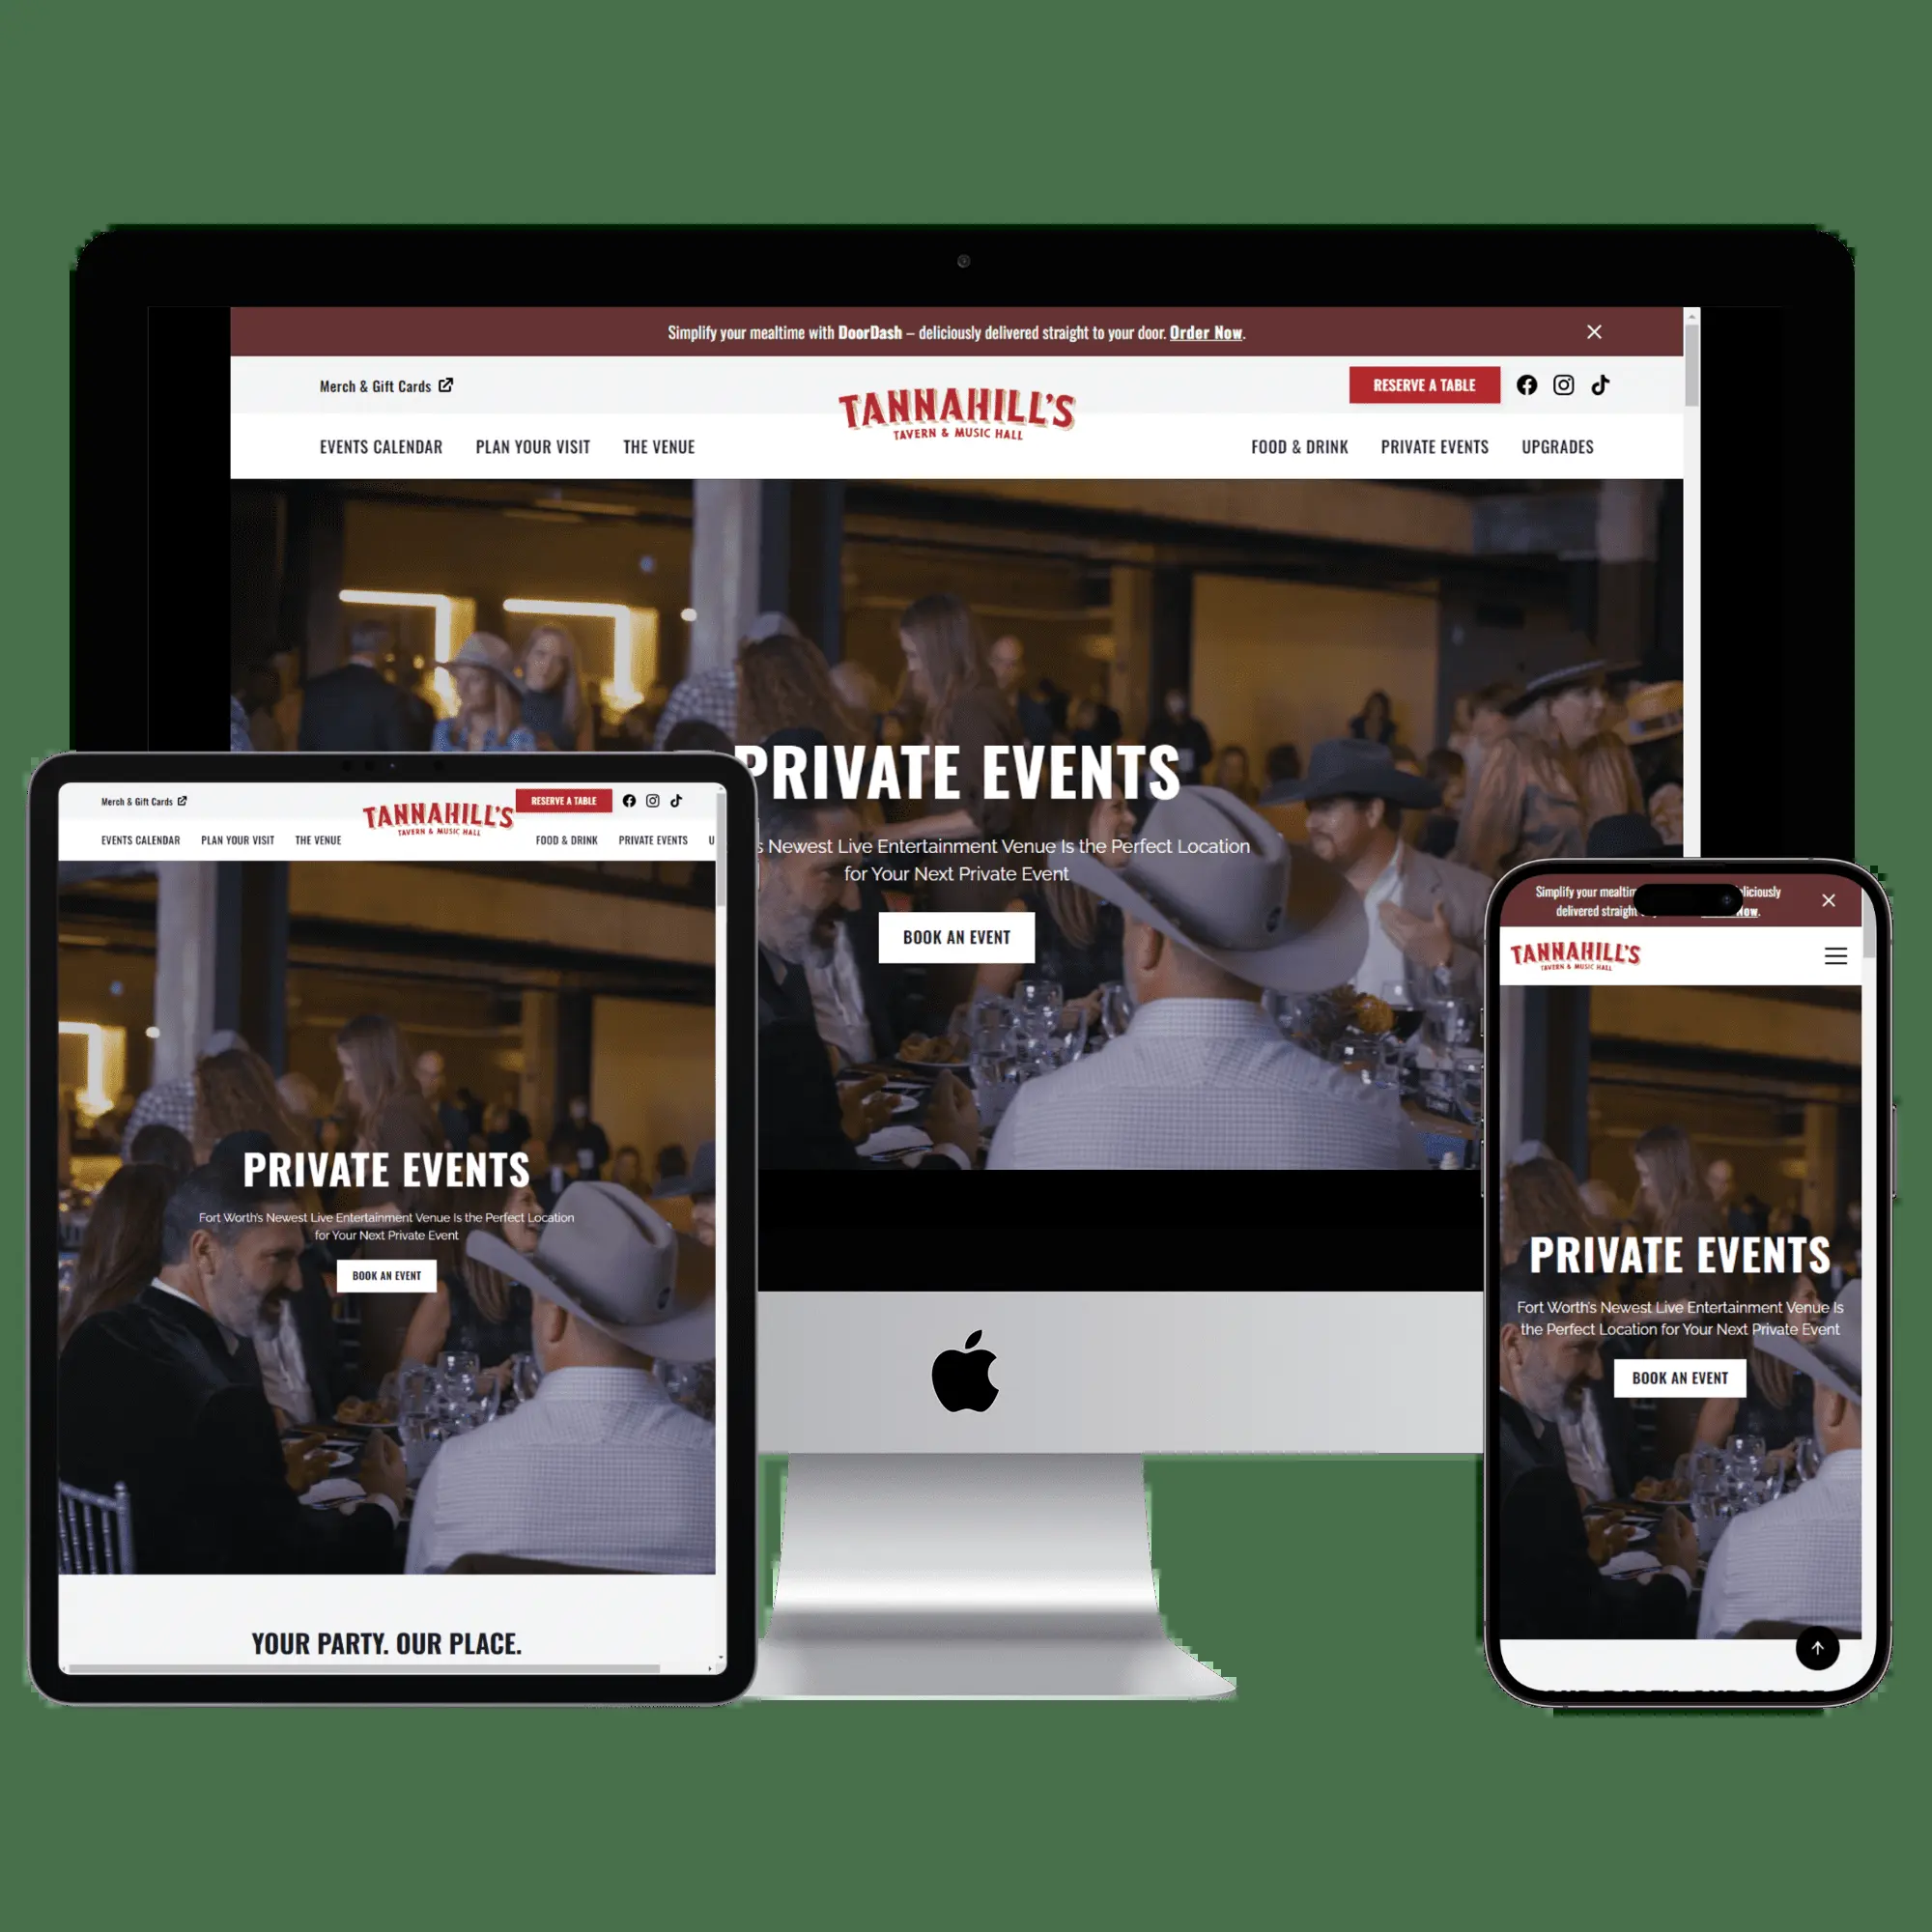 Simplify your mealtime with DoorDash – deliciously delivered straight to your door. Order Now.
Merch & Gift Cards
RESERVE A TABLE
TANNAHILL'S
TAVERN & MUSIC HALL
EVENTS CALENDAR PLAN YOUR VISIT THE VENUE
FOOD & DRINK PRIVATE EVENTS UPGRADES
PRIVATE EVENTS
s Newest Live Entertainment Venue Is the Perfect Location
for Your Next Private Event
BOOK AN EVENT
Merch & Gift Cards
TANNAHILL'S
TAVERN & MUSIC HALL
RESERVE A TABLE
EVENTS CALENDAR PLAN YOUR VISIT THE VENUE
FOOD & DRINK PRIVATE EVENTS U
PRIVATE EVENTS
Fort Worth's Newest Live Entertainment Venue Is the Perfect Location
for Your Next Private Event
BOOK AN EVENT
YOUR PARTY. OUR PLACE.
Simplify your mealtim eliciously
delivered straight Now.
TANNAHILL'S
TAVERN & MUSIC HALL
PRIVATE EVENTS
Fort Worth's Newest Live Entertainment Venue Is
the Perfect Location for Your Next Private Event
BOOK AN EVENT